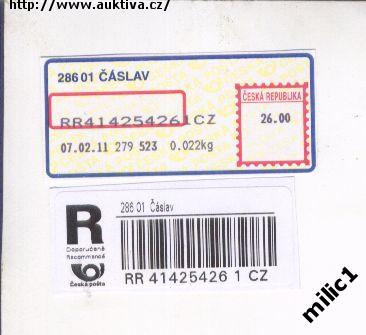 http://www.auktiva.cz/
286 01 ČÁSLAV
ČESKÁ REPUBLIKA
RR414254261CZ
26.00
07.02.11 279 523 0.022kg
R
286 01 Čáslav
Doporučeně
Recommandé
Česká pošta
RR 41425426 1 CZ
milic1